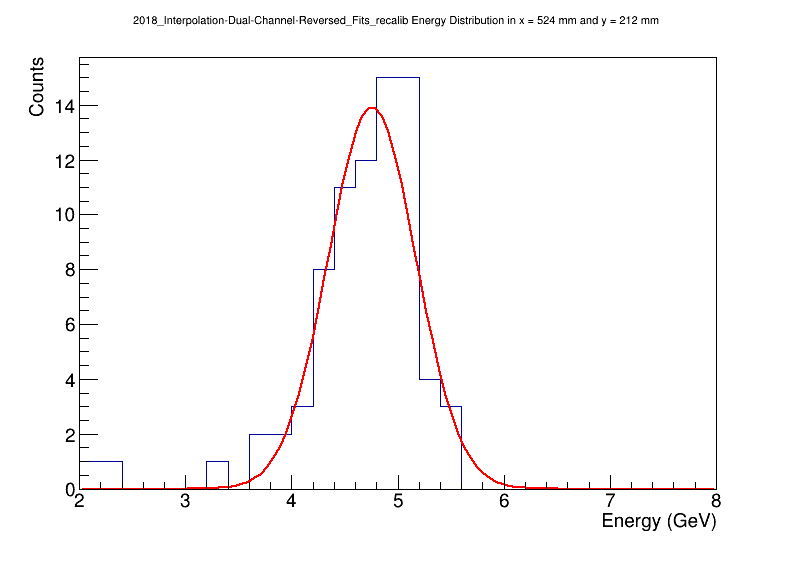 2018_Interpolation-Dual-Channel-Reversed_Fits_recalib Energy Distribution in x = 524 mm and y = 212 mm
Counts
14
12
10
8
6
4
2
0
2 3 4 5 6 7 8
Energy (GeV)